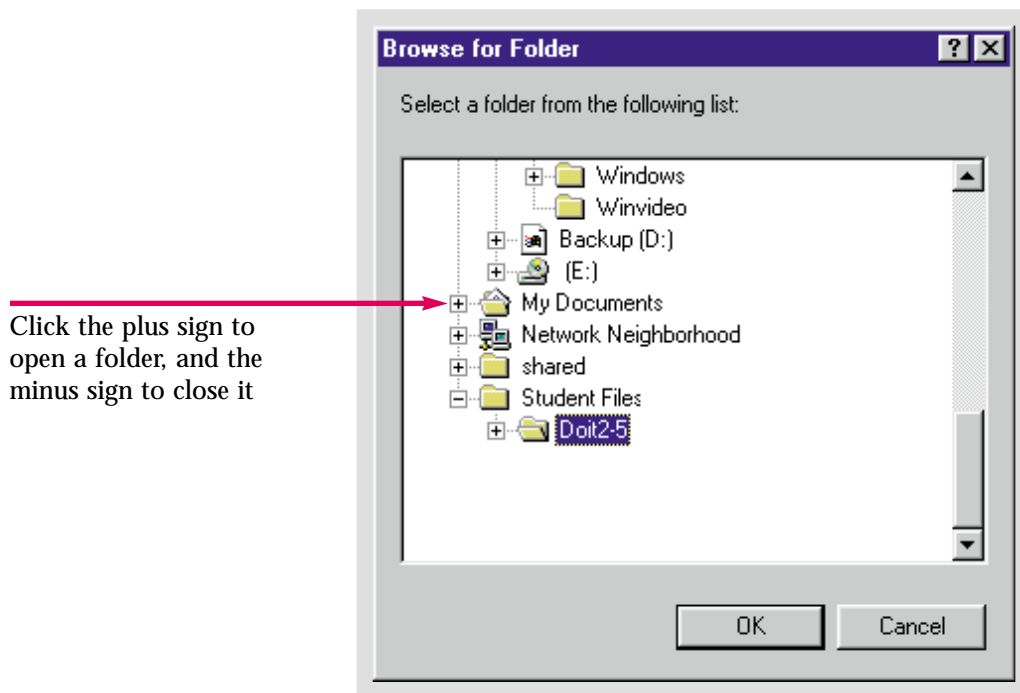 Browse for Folder
Select a folder from the following list:
Windows
Winvideo
Backup (D:)
(E:)
My Documents
Network Neighborhood
shared
Student Files
Doit2-5
OK Cancel
Click the plus sign to
open a folder, and the
minus sign to close it